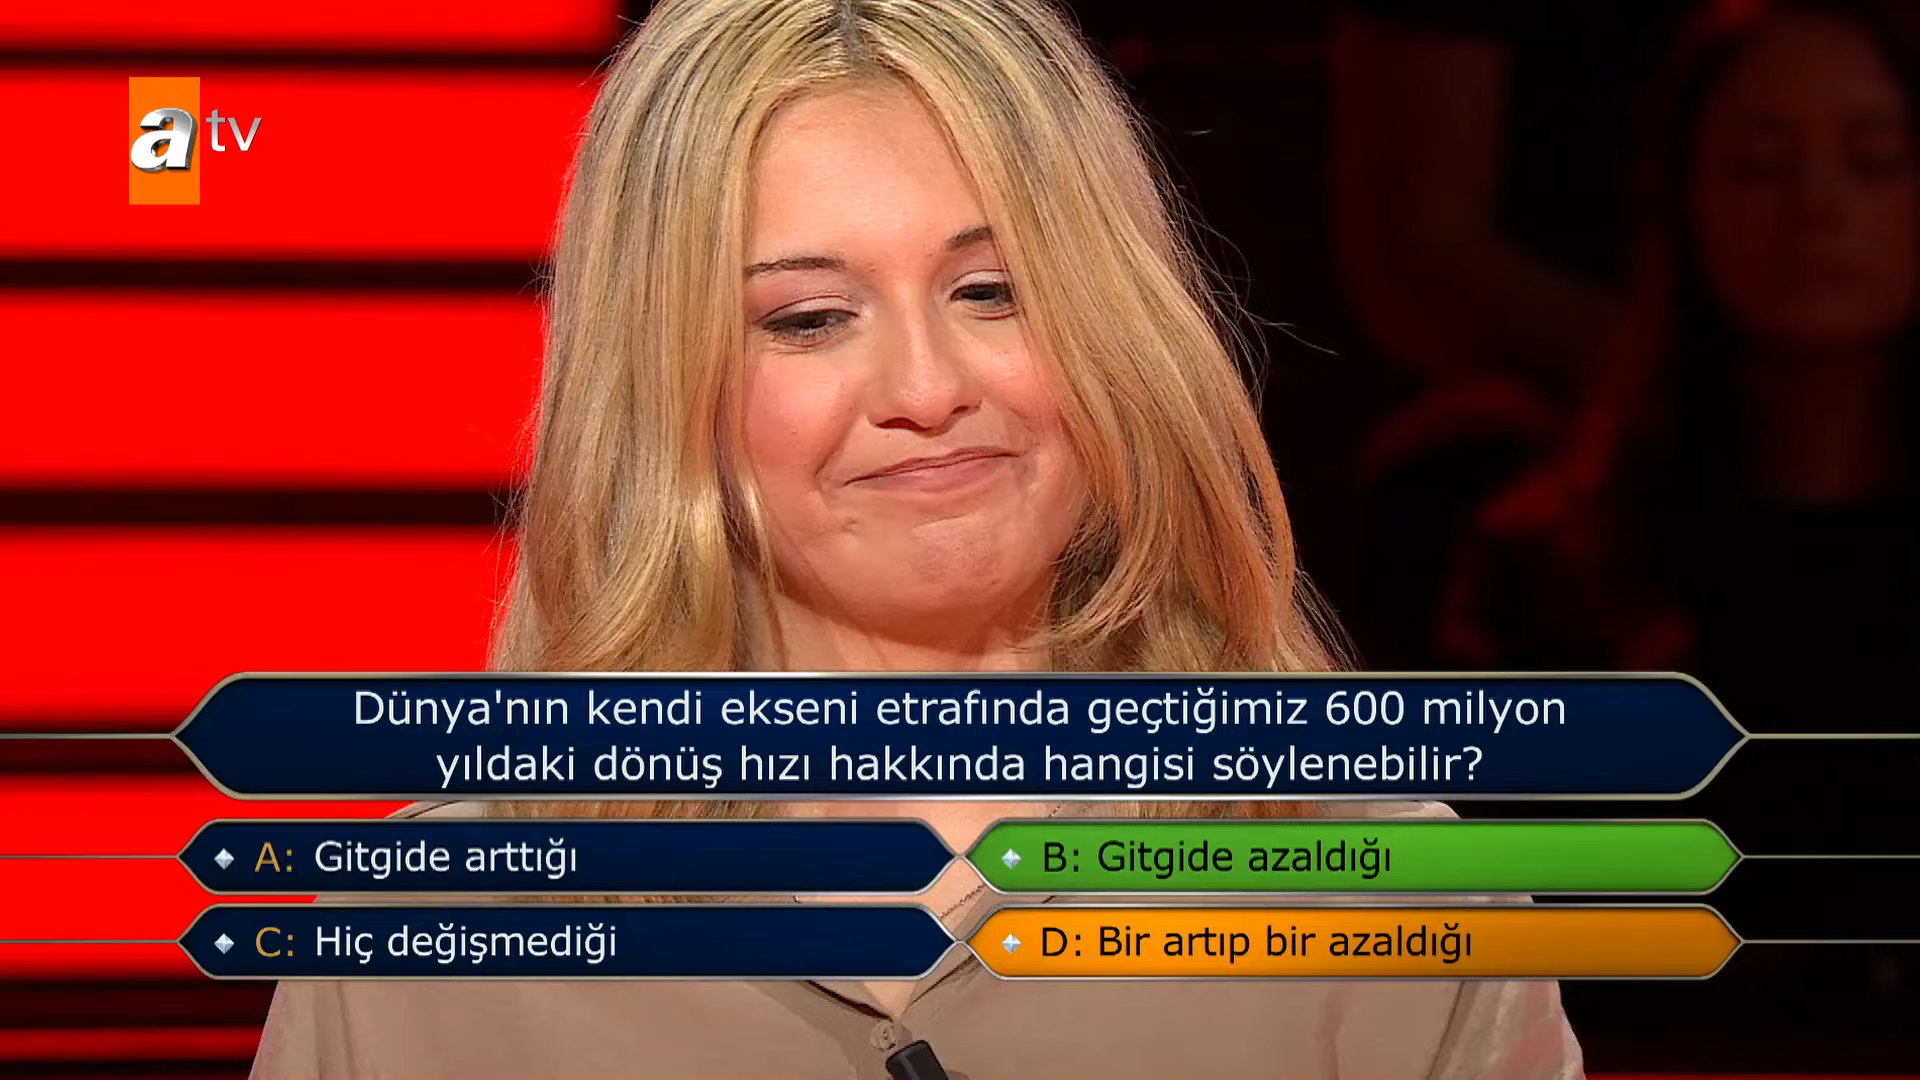 atv
Dünya'nın kendi ekseni etrafında geçtiğimiz 600 milyon
yıldaki dönüş hızı hakkında hangisi söylenebilir?
A: Gitgide arttığı
B: Gitgide azaldığı
C: Hiç değişmediği
D: Bir artıp bir azaldığı